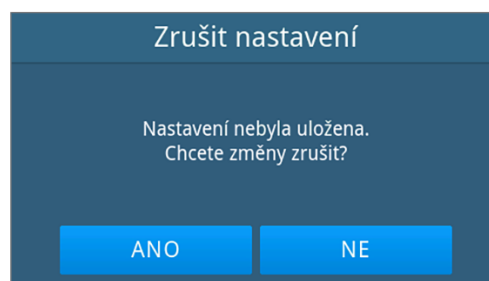 Zrušit nastavení
Nastavení nebyla uložena.
Chcete změny zrušit?
ANO NE